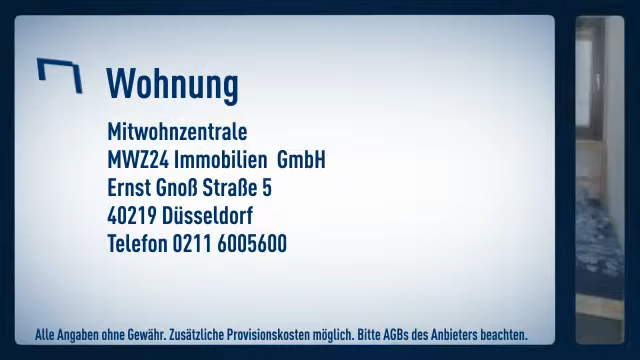 Wohnung
Mitwohnzentrale
MWZ24 Immobilien GmbH
Ernst Gnoß Straße 5
40219 Düsseldorf
Telefon 0211 6005600
Alle Angaben ohne Gewähr. Zusätzliche Provisionskosten möglich. Bitte AGBs des Anbieters beachten.